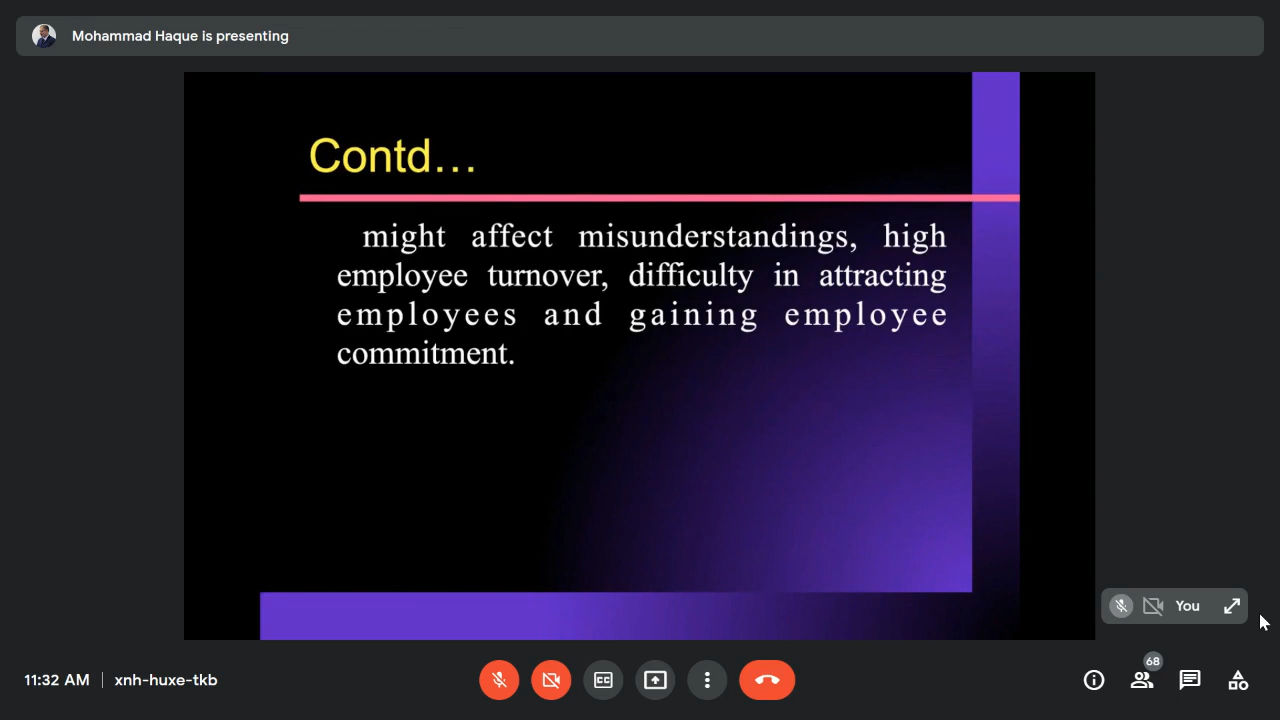 Mohammad Haque is presenting
Contd...
might affect misunderstandings, high
employee turnover, difficulty in attracting
employees and gaining employee
commitment.
You
68
11:32 AM | xnh-huxe-tkb
CC